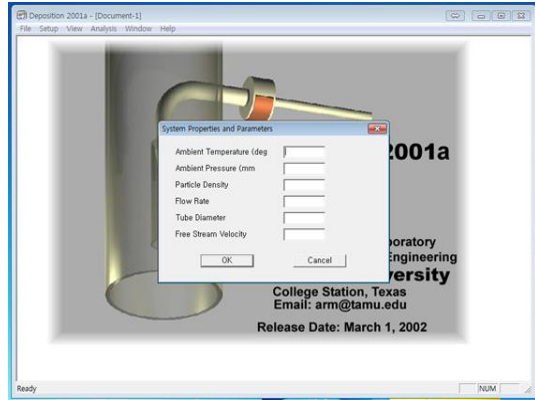 Deposition 2001a - [Document-1]
File Setup View Analysis Window Help
System Properties and Parameters
Ambient Temperature (deg
Ambient Pressure (mm
Particle Density
Flow Rate
Tube Diameter
Free Stream Velocity
OK Cancel
2001a
boratory
Engineering
versity
College Station, Texas
Email: arm@tamu.edu
Release Date: March 1, 2002
Ready NUM